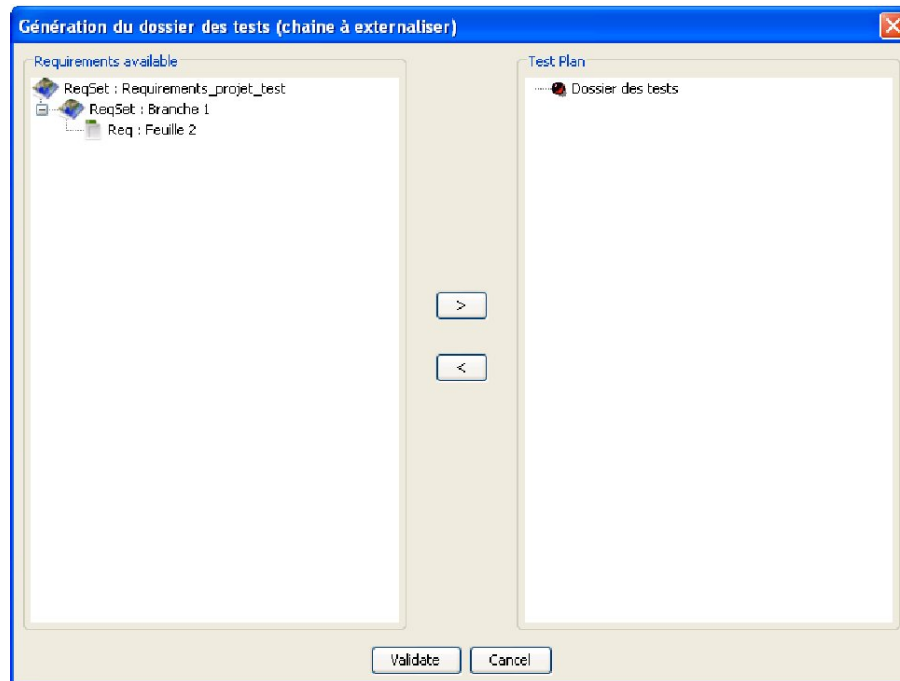 Génération du dossier des tests (chaine à externaliser)
Requirements available
ReqSet : Requirements_projet_test
ReqSet : Branche 1
Req : Feuille 2
Test Plan
Dossier des tests
>
<
Validate
Cancel